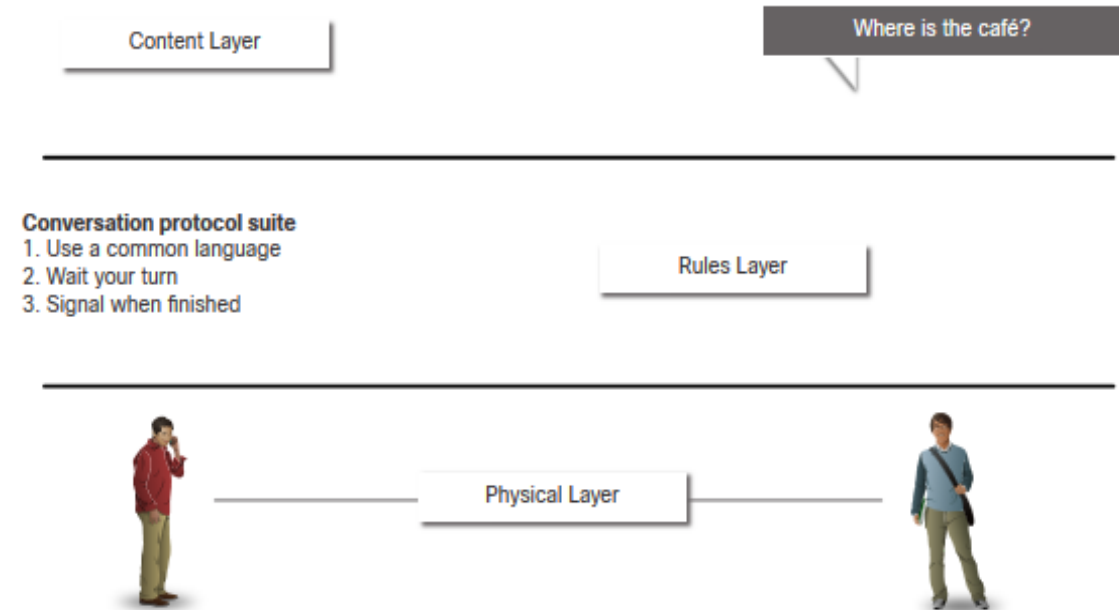 Content Layer
Where is the café?
Conversation protocol suite
1. Use a common language
2. Wait your turn
3. Signal when finished
Rules Layer
Physical Layer